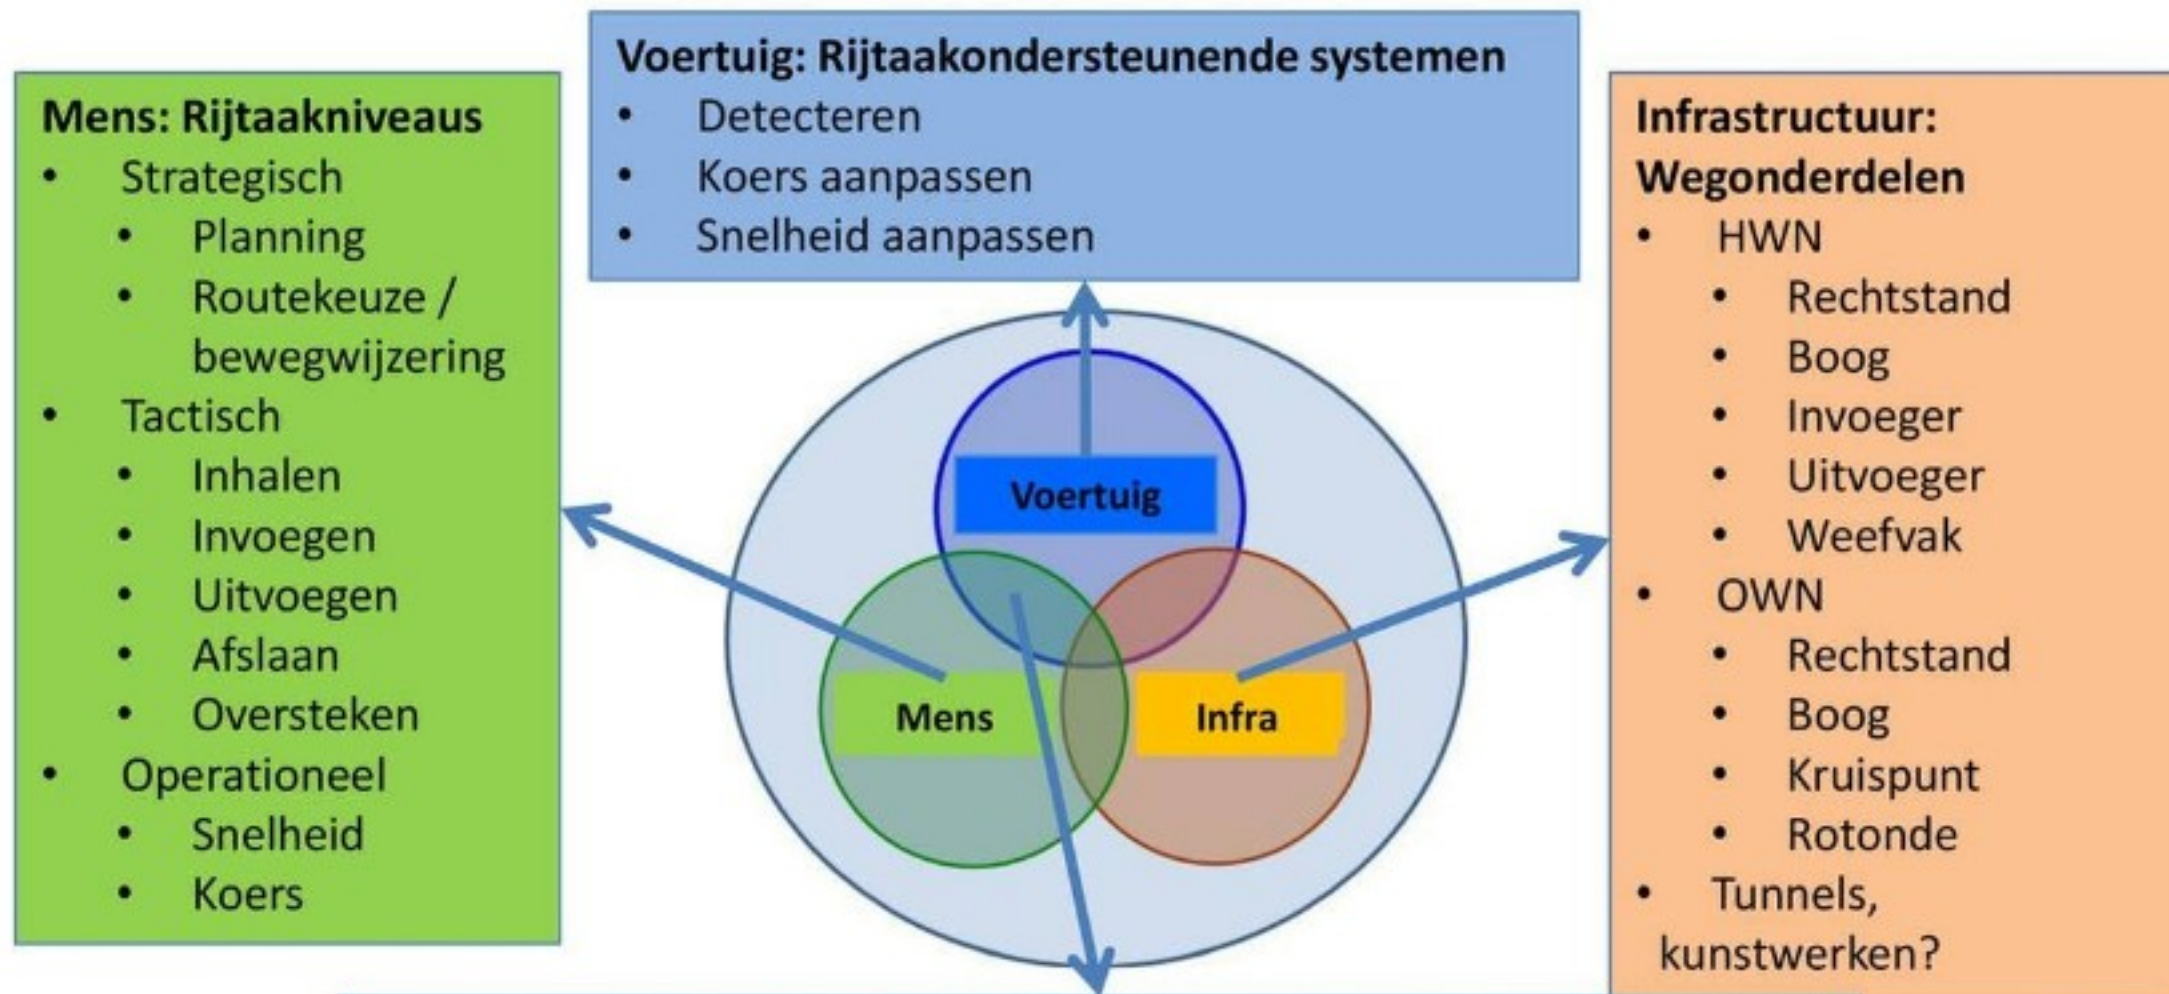 Voertuig: Rijtaakondersteunende systemen
• Detecteren
• Koers aanpassen
• Snelheid aanpassen
Mens: Rijtaakniveaus
• Strategisch
• Planning
• Routekeuze /
bewegwijzering
• Tactisch
• Inhalen
• Invoegen
• Uitvoegen
• Afslaan
• Oversteken
• Operationeel
• Snelheid
• Koers
Voertuig
Mens
Infra
Infrastructuur:
Wegonderdelen
• HWN
• Rechtstand
• Boog
• Invoeger
• Uitvoeger
• Weefvak
• OWN
• Rechtstand
• Boog
• Kruispunt
• Rotonde
• Tunnels,
kunstwerken?